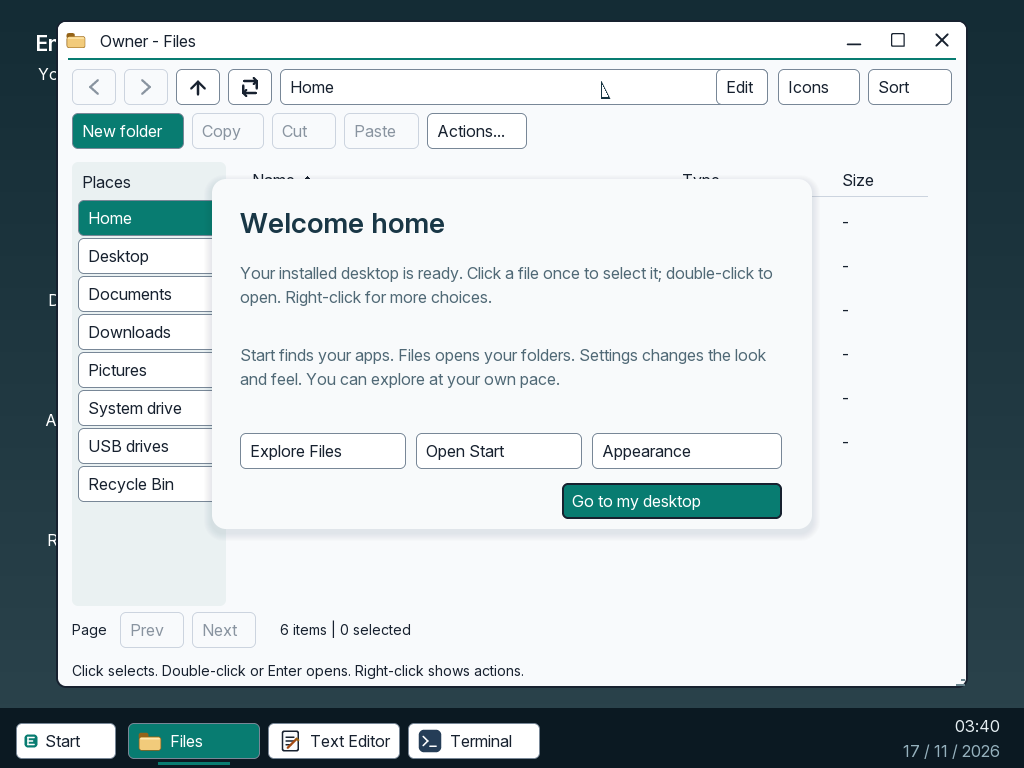 Owner - Files
Home
Edit
Icons
Sort
New folder
Copy
Cut
Paste
Actions...
Places
Size
Home
Desktop
Documents
Downloads
Pictures
System drive
USB drives
Recycle Bin
-
-
-
-
-
-
Welcome home
Your installed desktop is ready. Click a file once to select it; double-click to
open. Right-click for more choices.
Start finds your apps. Files opens your folders. Settings changes the look
and feel. You can explore at your own pace.
Explore Files
Open Start
Appearance
Go to my desktop
Page
Prev
Next
6 items | 0 selected
Click selects. Double-click or Enter opens. Right-click shows actions.
Start
Files
Text Editor
Terminal
03:40
17 / 11 / 2026